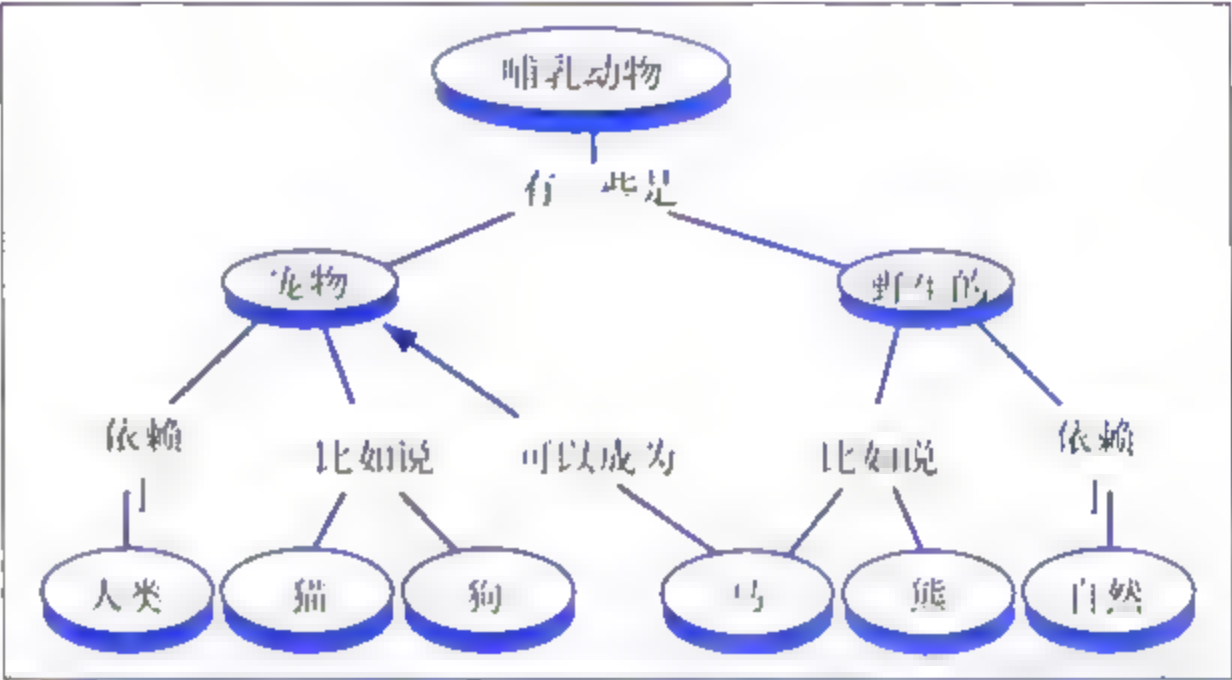 哺乳动物
有一些是
宠物
野生的
依赖
于
比如说
可以成为
比如说
依赖
于
人类
猫
狗
马
熊
自然